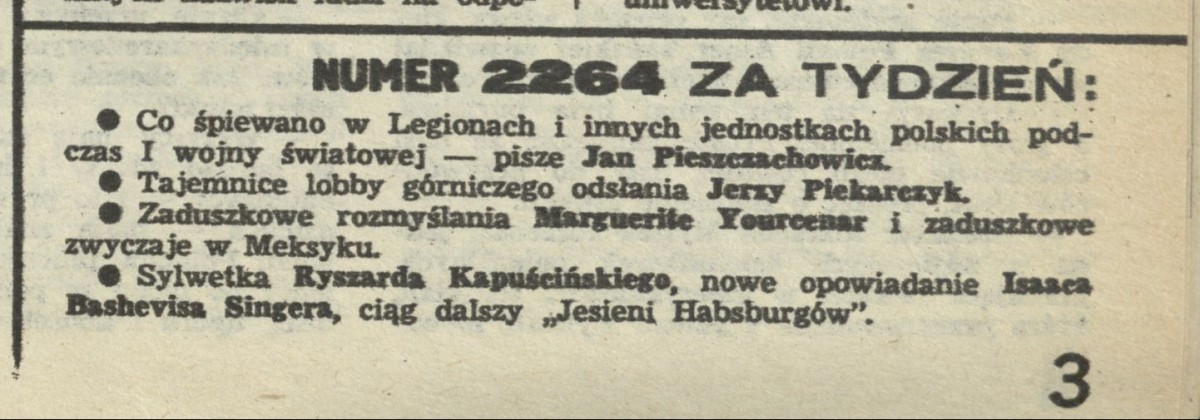 uniwersytetowi.
NUMER 2264 ZA TYDZIEŃ:
● Co śpiewano w Legionach i innych jednostkach polskich pod-
czas I wojny światowej — pisze Jan Pieszczachowicz.
● Tajemnice lobby górniczego odsłania Jerzy Piekarczyk.
● Zaduszkowe rozmyślania Marguerite Yourcenar i zaduszkowe
zwyczaje w Meksyku.
● Sylwetka Ryszarda Kapuścińskiego, nowe opowiadanie Isaaca
Bashevisa Singera, ciąg dalszy „Jesieni Habsburgów”.
3